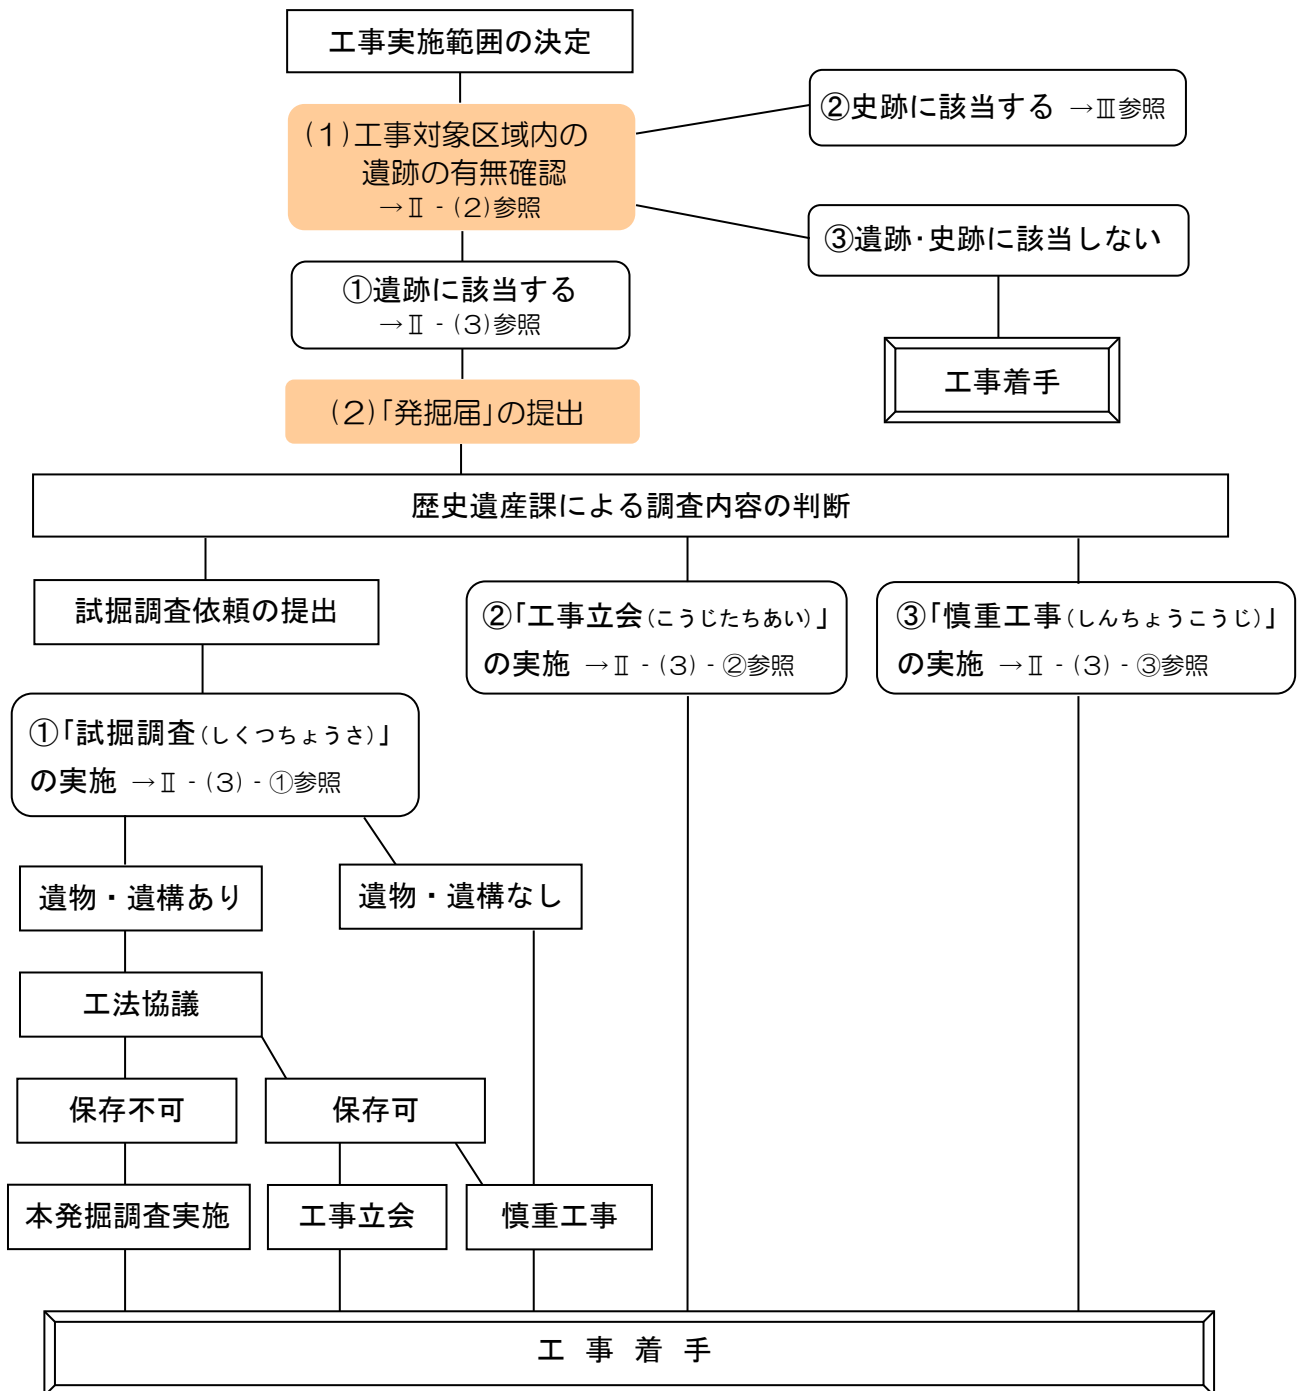 工事実施範囲の決定
(1)工事対象区域内の
遺跡の有無確認
→Ⅱ-(2)参照
②史跡に該当する →Ⅲ参照
③遺跡・史跡に該当しない
工事着手
①遺跡に該当する
→Ⅱ-(3)参照
(2)「発掘届」の提出
歴史遺産課による調査内容の判断
試掘調査依頼の提出
①「試掘調査(しくつちょうさ)」
の実施 →Ⅱ-(3)-①参照
②「工事立会(こうじたちあい)」
の実施 →Ⅱ-(3)-②参照
③「慎重工事(しんちょうこうじ)」
の実施 →Ⅱ-(3)-③参照
遺物・遺構あり
遺物・遺構なし
工法協議
保存不可
保存可
本発掘調査実施
工事立会
慎重工事
工事着手